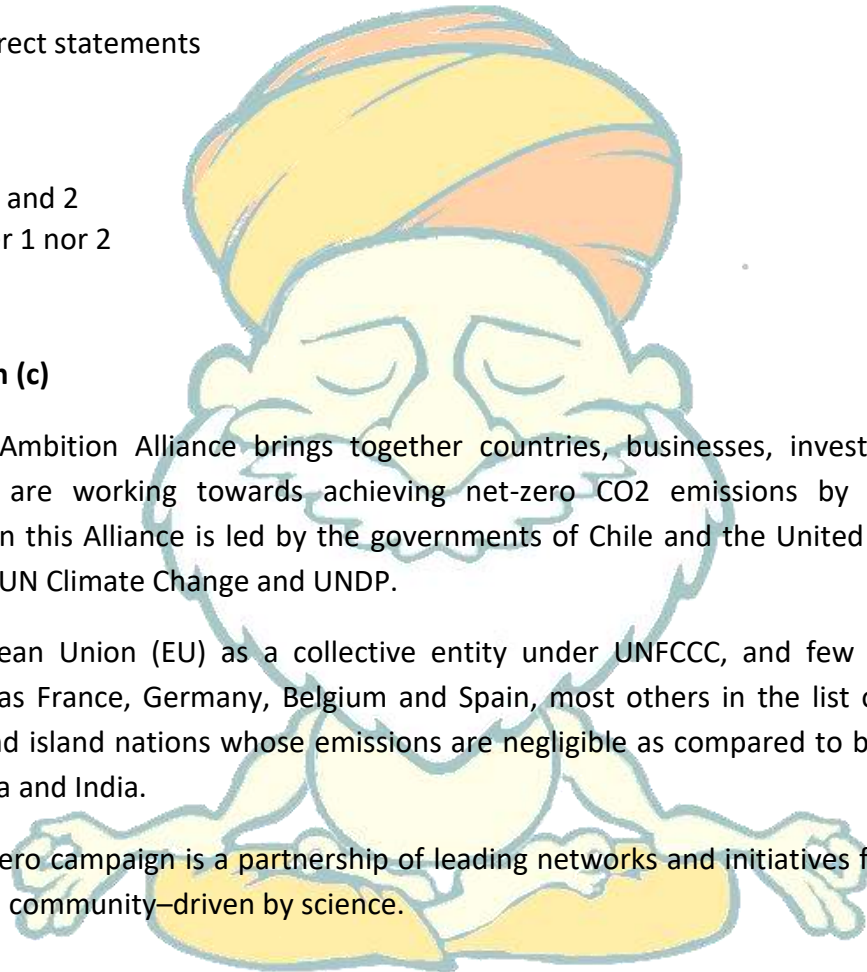 rect statements
and 2
r 1 nor 2
n (c)
Ambition Alliance brings together countries, businesses, invest
are working towards achieving net-zero CO2 emissions by
n this Alliance is led by the governments of Chile and the United
UN Climate Change and UNDP.
ean Union (EU) as a collective entity under UNFCCC, and few
as France, Germany, Belgium and Spain, most others in the list c
nd island nations whose emissions are negligible as compared to b
a and India.
ero campaign is a partnership of leading networks and initiatives f
community–driven by science.